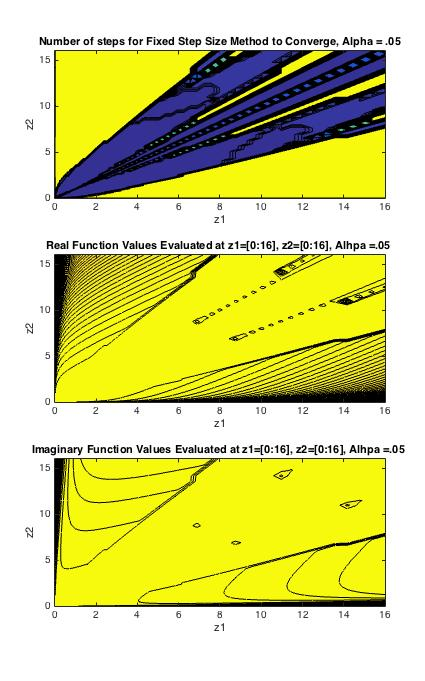 Number of steps for Fixed Step Size Method to Converge, Alpha = .05
15
10
5
0
z2
0 2 4 6 8 10 12 14 16
z1
Real Function Values Evaluated at z1=[0:16], z2=[0:16], Alhpa =.05
15
10
5
0
z2
0 2 4 6 8 10 12 14 16
z1
Imaginary Function Values Evaluated at z1=[0:16], z2=[0:16], Alhpa =.05
15
10
5
0
z2
0 2 4 6 8 10 12 14 16
z1